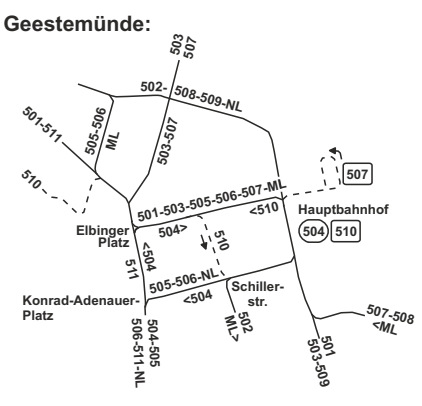 Geestemünde:
503
507
502-
508-509-NL
501-511
505-506
ML
503-507
510
507
501-503-505-506-507-ML
<510
Hauptbahnhof
504 510
Elbinger
Platz
504>
510
<504
511
505-506-NL
<504
Schiller-
str.
Konrad-Adenauer-
Platz
502
ML>
507-508
<ML
504-505
506-511-NL
501
503-509